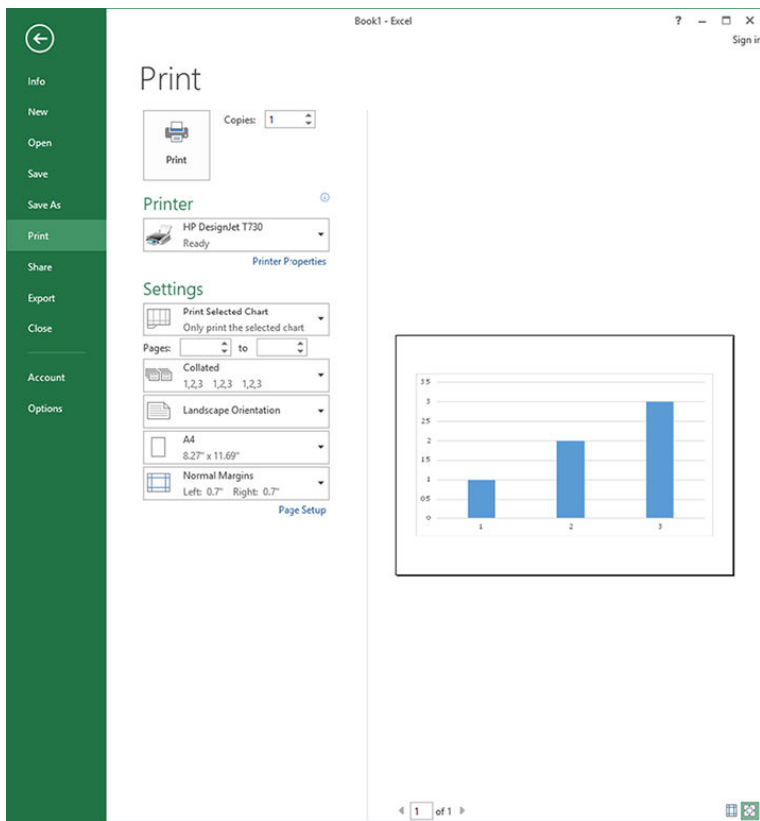 Book1 - Excel
? 
Sign in
Info
New
Open
Save
Save As
Print
Share
Export
Close
Account
Options
Print
Print
Copies: 1
Printer
HP DesignJet T730
Ready
Printer Properties
Settings
Print Selected Chart
Only print the selected chart
Pages: to
Collated
1,2,3 1,2,3 1,2,3
Landscape Orientation
A4
8.27" x 11.69"
Normal Margins
Left: 0.7" Right: 0.7"
Page Setup
3.5
3
2.5
2
1.5
1
0.5
0
1 2 3
1 of 1